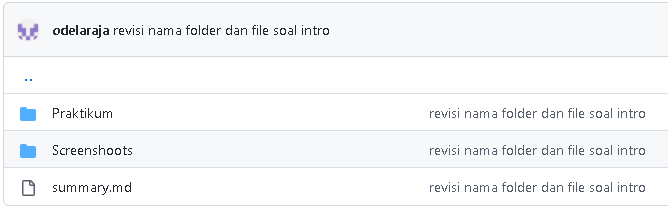 odelaraja revisi nama folder dan file soal intro
..
Praktikum revisi nama folder dan file soal intro
Screenshoots revisi nama folder dan file soal intro
summary.md revisi nama folder dan file soal intro